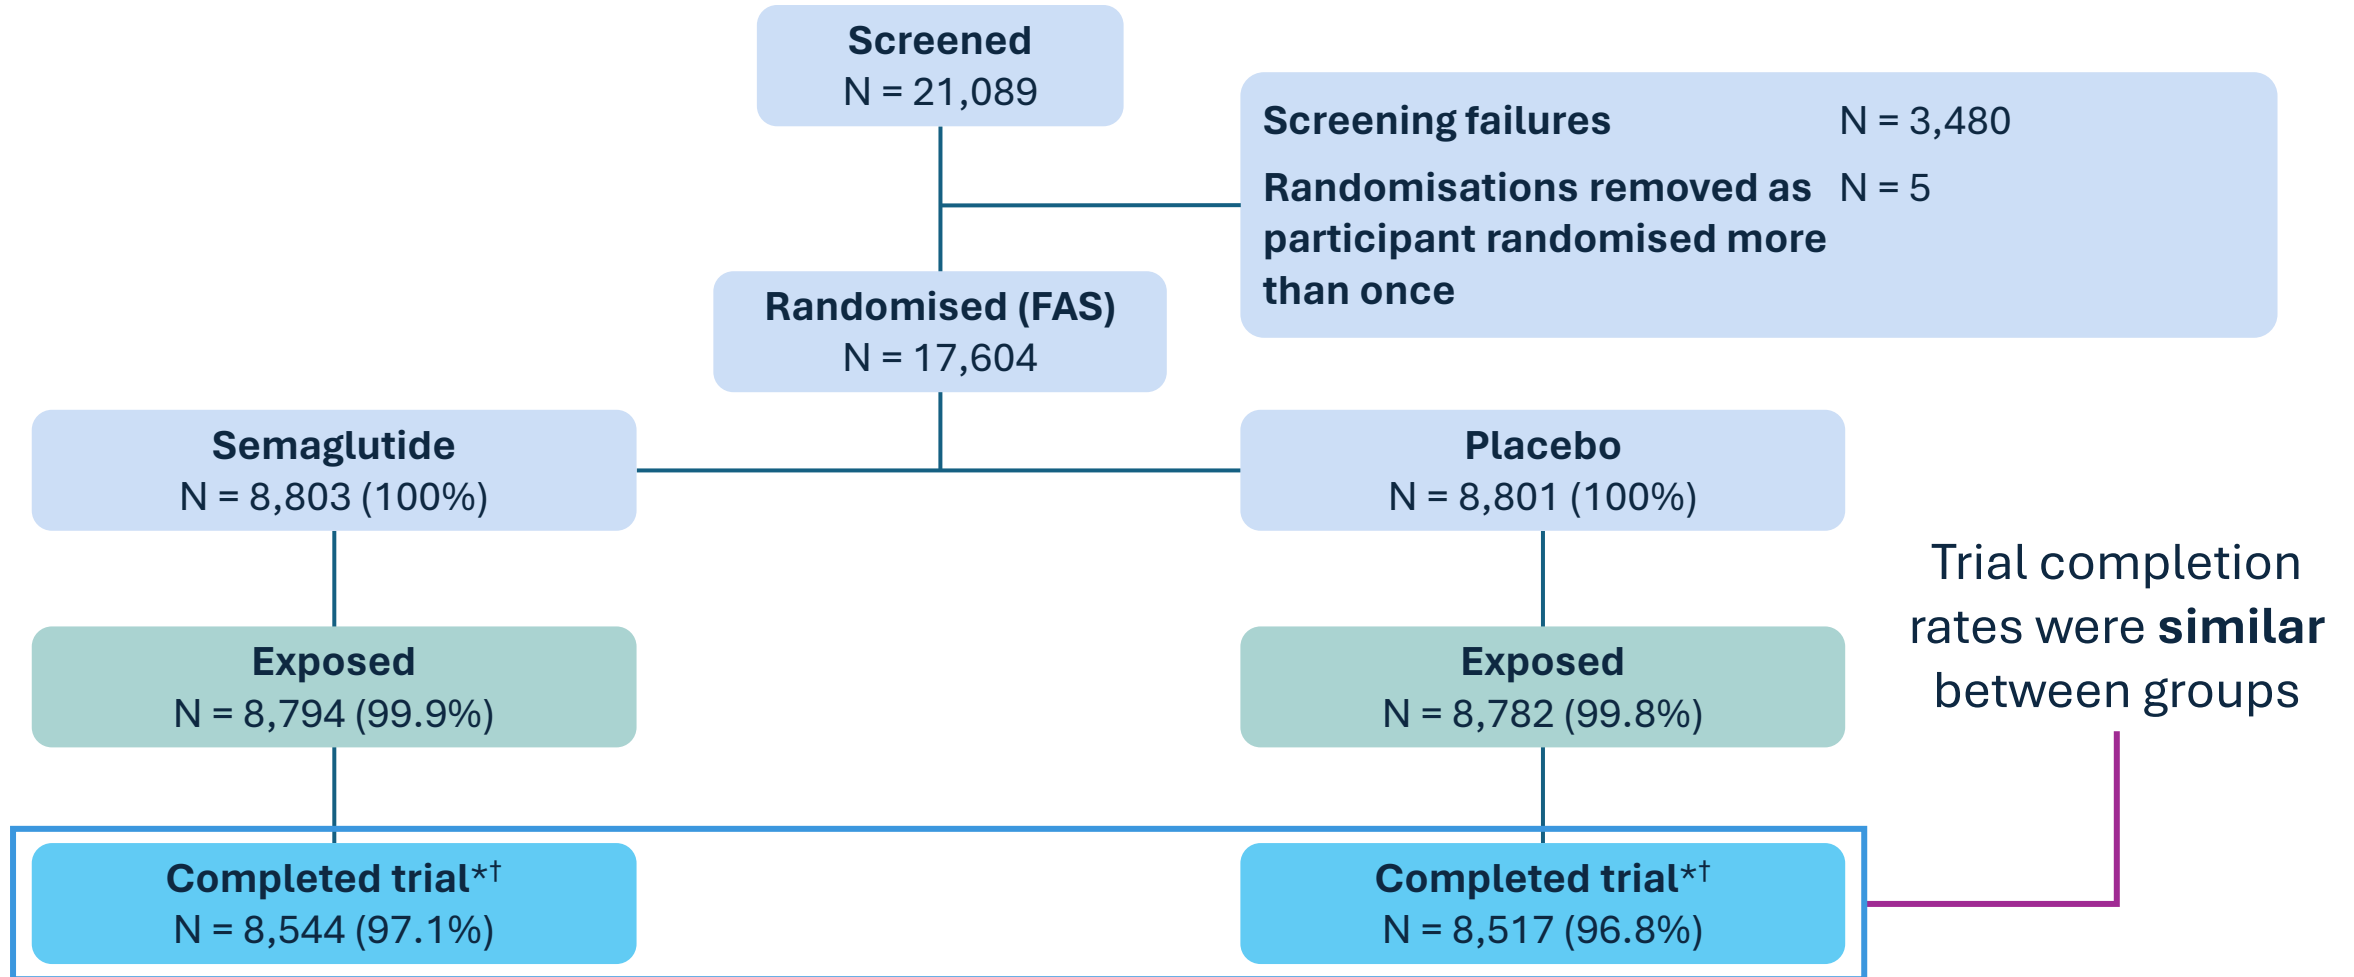 Screened
N = 21,089
Screening failures N = 3,480
Randomisations removed as N = 5
participant randomised more
than once
Randomised (FAS)
N = 17,604
Semaglutide
N = 8,803 (100%)
Placebo
N = 8,801 (100%)
Exposed
N = 8,794 (99.9%)
Exposed
N = 8,782 (99.8%)
Trial completion
rates were similar
between groups
Completed trial*†
N = 8,544 (97.1%)
Completed trial*†
N = 8,517 (96.8%)